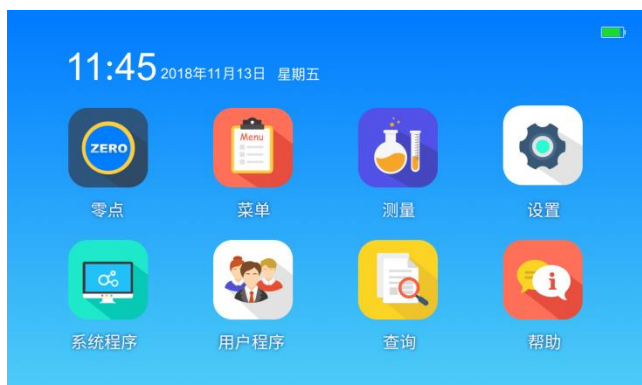 11:45 2018年11月13日 星期五
ZERO
Menu
零点 菜单 测量 设置
i
系统程序 用户程序 查询 帮助